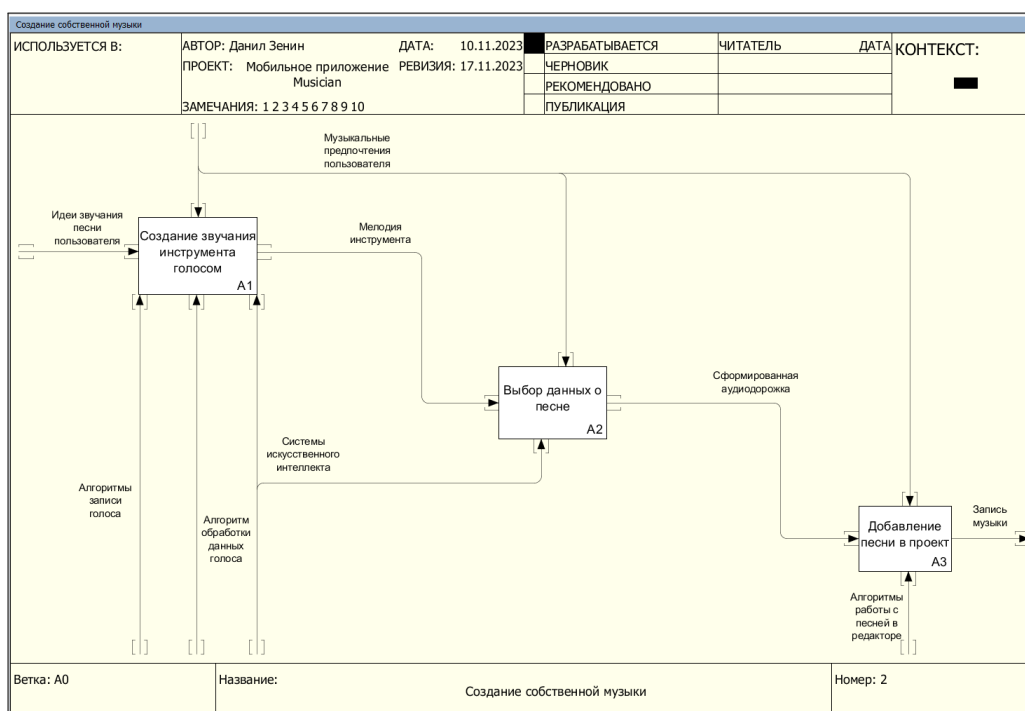 Создание собственной музыки
ИСПОЛЬЗУЕТСЯ В:
АВТОР: Данил Зенин
ДАТА: 10.11.2023
ПРОЕКТ: Мобильное приложение
Musician
РЕВИЗИЯ: 17.11.2023
ЗАМЕЧАНИЯ: 1 2 3 4 5 6 7 8 9 10
РАЗРАБАТЫВАЕТСЯ
ЧЕРНОВИК
РЕКОМЕНДОВАНО
ПУБЛИКАЦИЯ
ЧИТАТЕЛЬ
ДАТА
КОНТЕКСТ:
Музыкальные
предпочтения
пользователя
Идеи звучания
песни
пользователя
Создание звучания
инструмента
голосом
A1
Мелодия
инструмента
Выбор данных о
песне
A2
Сформированная
аудиодорожка
Системы
искусственного
интеллекта
Алгоритмы
записи
голоса
Алгоритм
обработки
данных
голоса
Добавление
песни в проект
A3
Запись
музыки
Алгоритмы
работы с
песней в
редакторе
Ветка: A0
Название:
Создание собственной музыки
Номер: 2